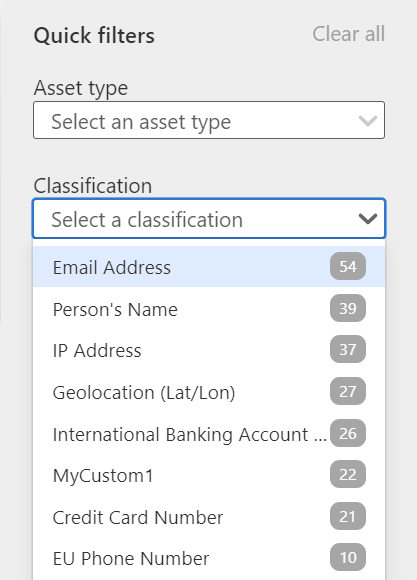 Quick filters Clear all
Asset type
Select an asset type
Classification
Select a classification
Email Address 54
Person's Name 39
IP Address 37
Geolocation (Lat/Lon) 27
International Banking Account ... 26
MyCustom1 22
Credit Card Number 21
EU Phone Number 10